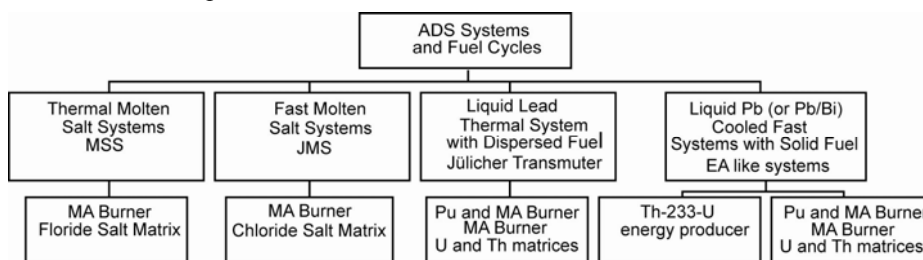 ADS Systems
and Fuel Cycles
Thermal Molten
Salt Systems
MSS
Fast Molten
Salt Systems
JMS
Liquid Lead
Thermal System
with Dispersed Fuel
Jülicher Transmuter
Liquid Pb (or Pb/Bi)
Cooled Fast
Systems with Solid Fuel
EA like systems
MA Burner
Floride Salt Matrix
MA Burner
Chloride Salt Matrix
Pu and MA Burner
MA Burner
U and Th matrices
Th-233-U
energy producer
Pu and MA Burner
MA Burner
U and Th matrices